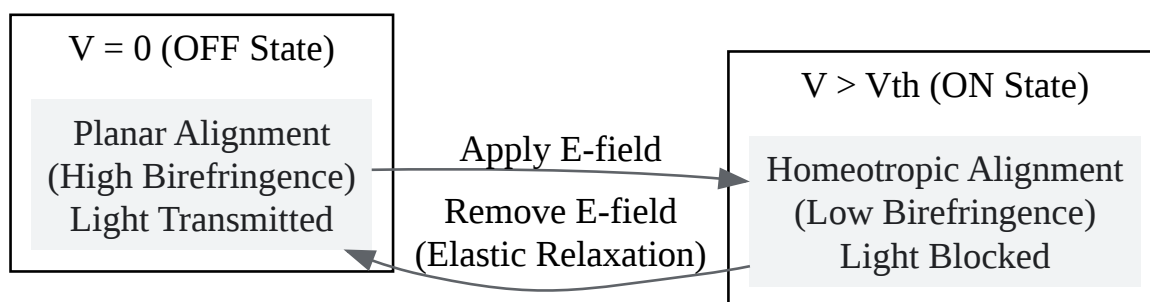 V = 0 (OFF State)
Planar Alignment
(High Birefringence)
Light Transmitted
Apply E-field
Remove E-field
(Elastic Relaxation)
V > Vth (ON State)
Homeotropic Alignment
(Low Birefringence)
Light Blocked